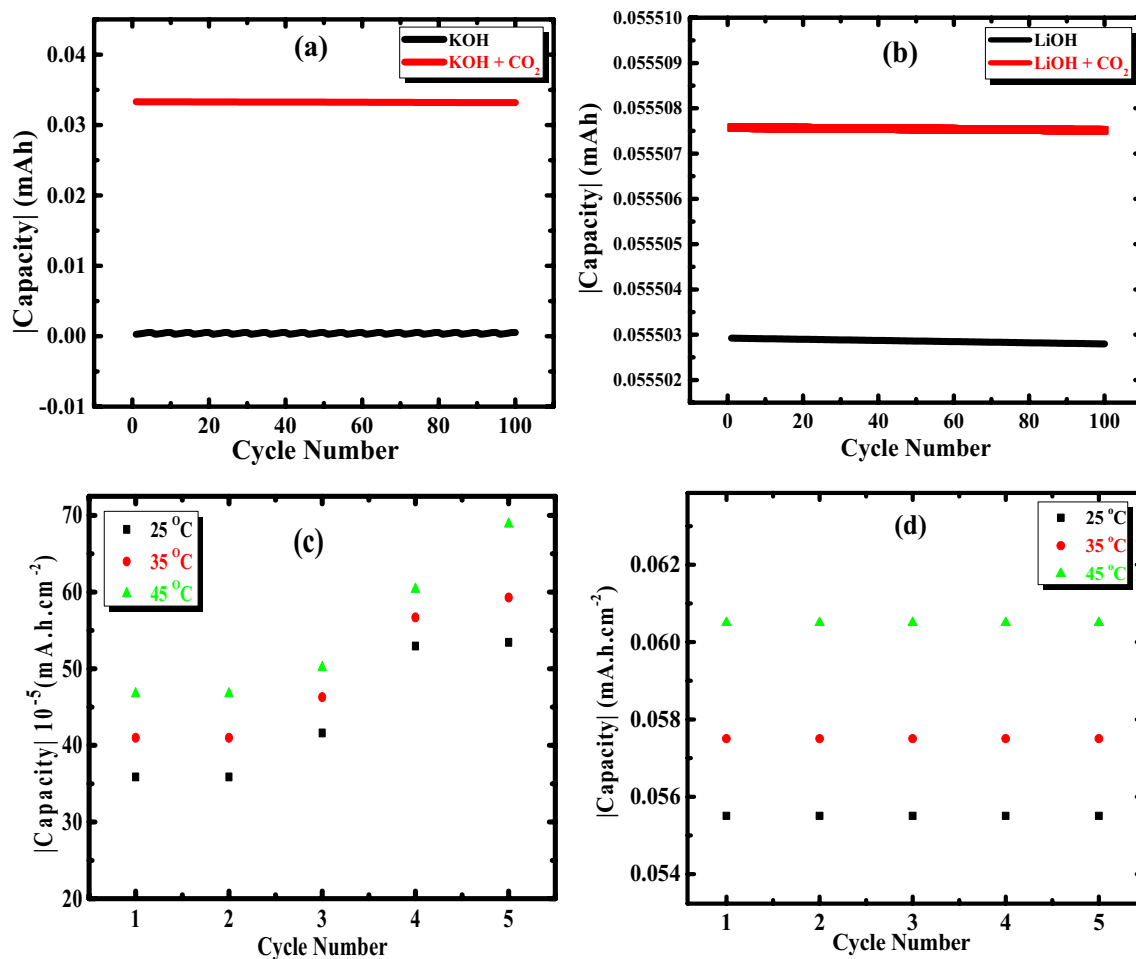 (a)
KOH
KOH + CO₂
0.04
0.03
0.02
0.01
0.00
-0.01
|Capacity| (mAh)
0 20 40 60 80 100
Cycle Number
(b)
LiOH
LiOH + CO₂
0.055510
0.055509
0.055508
0.055507
0.055506
0.055505
0.055504
0.055503
0.055502
|Capacity| (mAh)
0 20 40 60 80 100
Cycle Number
(c)
25 ᴼC
35 ᴼC
45 ᴼC
70
60
50
40
30
20
|Capacity| 10⁻⁵ (mA.h.cm⁻²)
1 2 3 4 5
Cycle Number
(d)
25 °C
35 °C
45 °C
0.062
0.060
0.058
0.056
0.054
|Capacity| (mA.h.cm⁻²)
1 2 3 4 5
Cycle Number